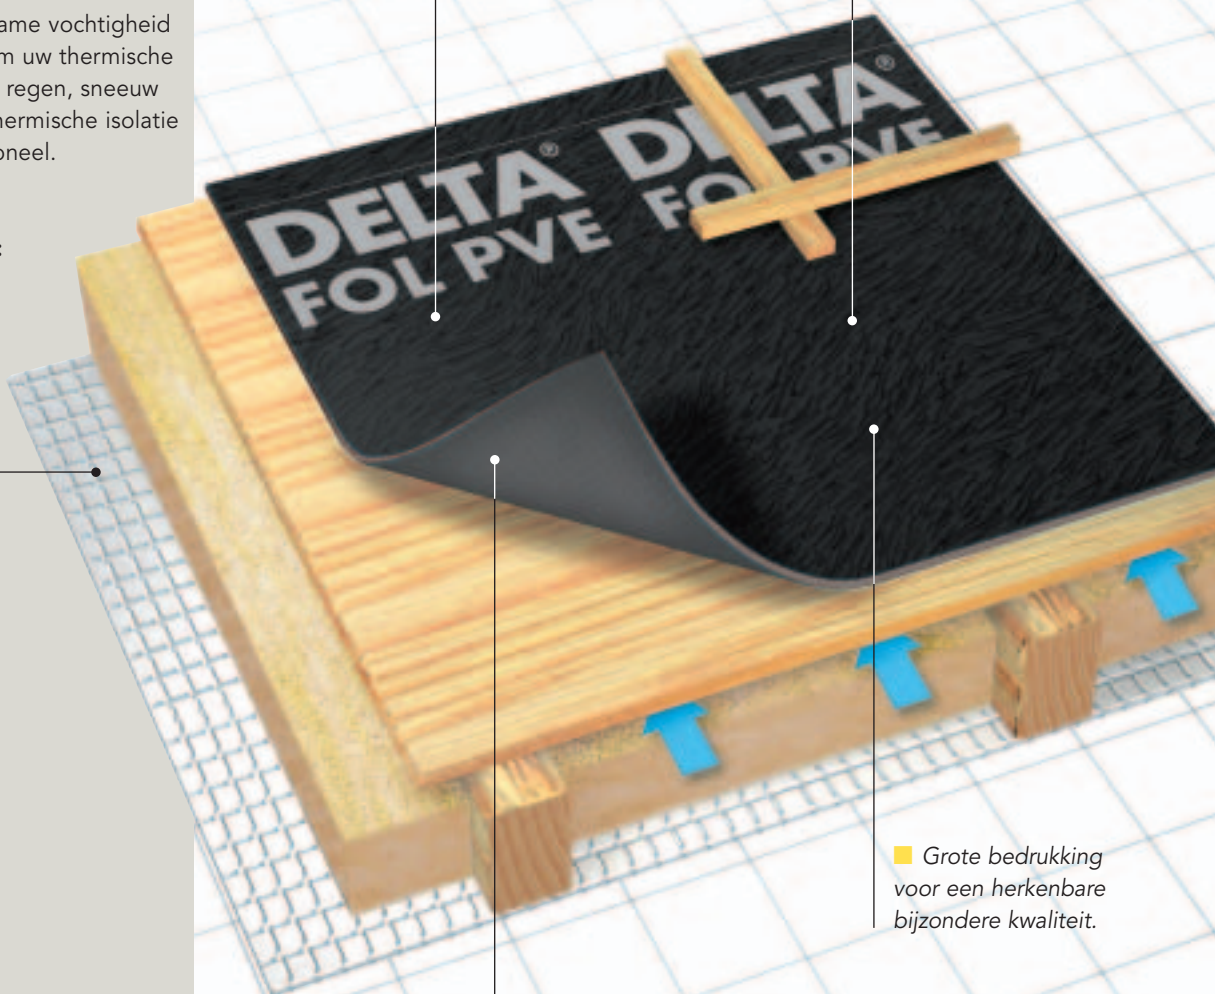 ame vochtigheid
m uw thermische
regen, sneeuw
hermische isolatie
oneel.
:
DELTA® DELTA®
FOL PVE FOL PVE
Grote bedrukking
voor een herkenbare
bijzondere kwaliteit.